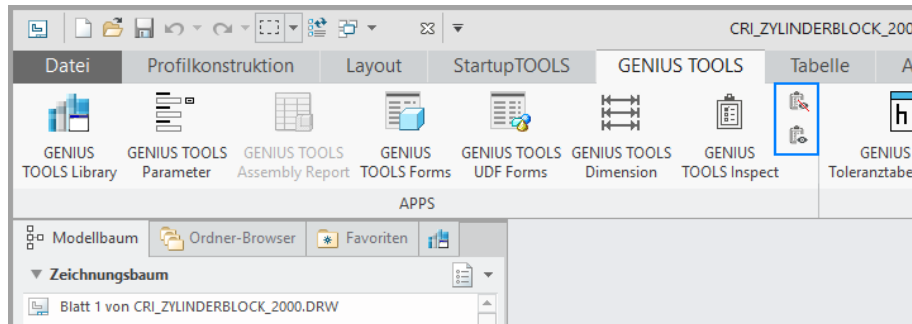 CRI_ZYLINDERBLOCK_200
Datei Profilkonstruktion Layout StartupTOOLS GENIUS TOOLS Tabelle A
GENIUS TOOLS Library
GENIUS TOOLS Parameter
GENIUS TOOLS Assembly Report
GENIUS TOOLS Forms
GENIUS TOOLS UDF Forms
GENIUS TOOLS Dimension
GENIUS TOOLS Inspect
h
GENIUS
Toleranztabe
APPS
Modellbaum Ordner-Browser Favoriten
Zeichnungsbaum
Blatt 1 von CRI_ZYLINDERBLOCK_2000.DRW